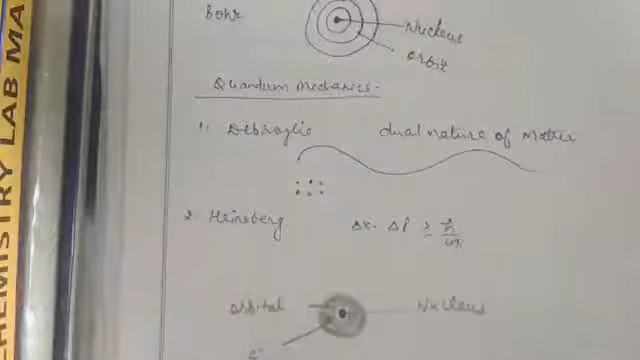 CHEMISTRY LAB MA
Bohr
Nucleus
orbit
Quantum Mechanics:-
1) Debroglie dual nature of Matter
2 Heinsberg Δx. ΔP ≥ h/4π
orbital Nucleus